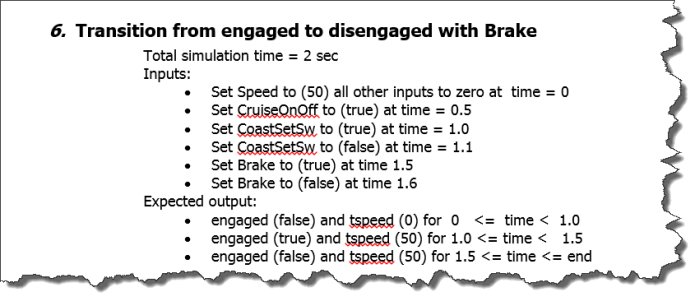 6. Transition from engaged to disengaged with Brake
Total simulation time = 2 sec
Inputs:
• Set Speed to (50) all other inputs to zero at time = 0
• Set CruiseOnOff to (true) at time = 0.5
• Set CoastSetSw to (true) at time = 1.0
• Set CoastSetSw to (false) at time = 1.1
• Set Brake to (true) at time 1.5
• Set Brake to (false) at time 1.6
Expected output:
• engaged (false) and tspeed (0) for 0 <= time < 1.0
• engaged (true) and tspeed (50) for 1.0 <= time < 1.5
• engaged (false) and tspeed (50) for 1.5 <= time <= end